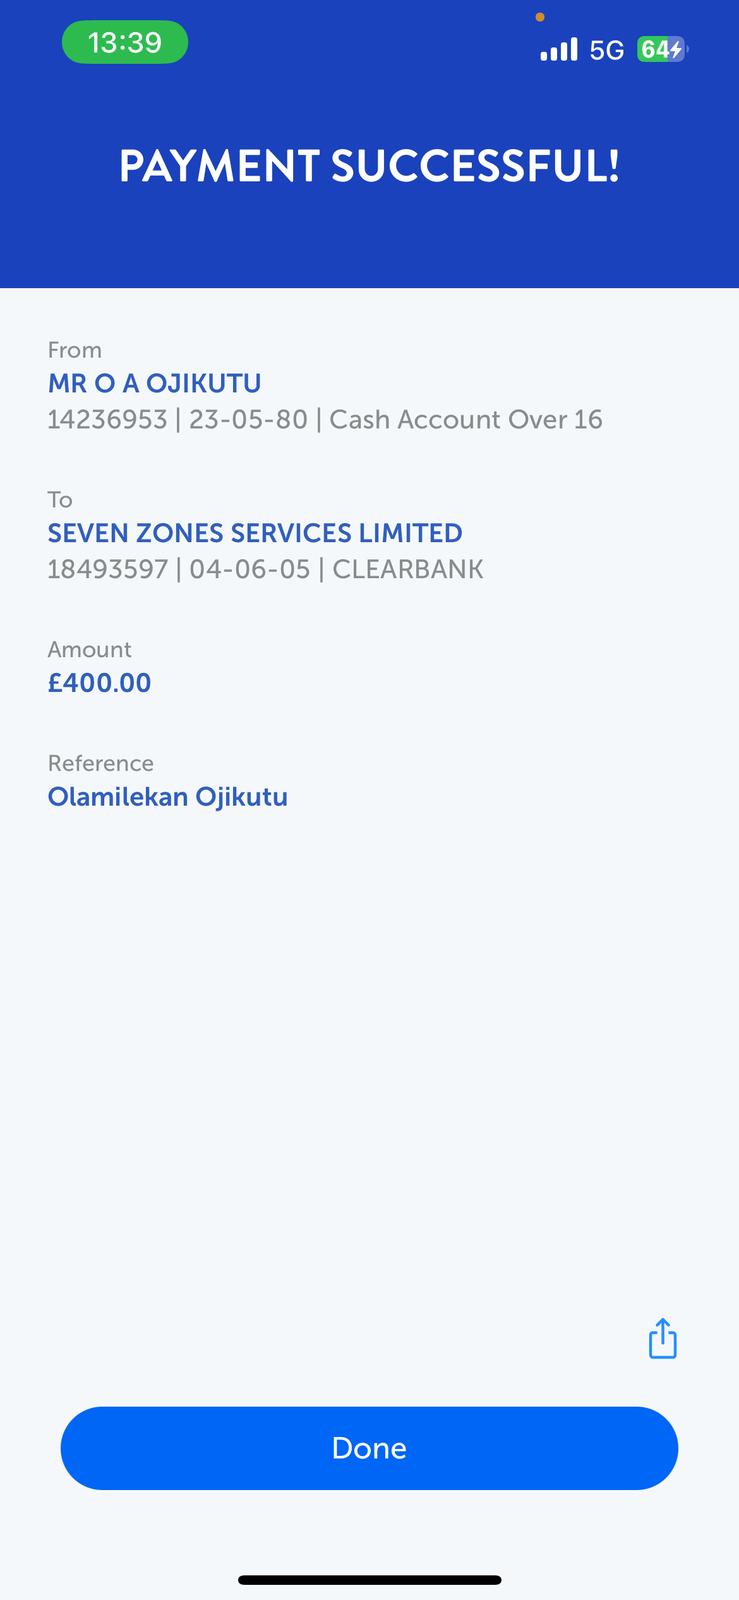 13:39
5G
64
PAYMENT SUCCESSFUL!
From
MR O A OJIKUTU
14236953 | 23-05-80 | Cash Account Over 16
To
SEVEN ZONES SERVICES LIMITED
18493597 | 04-06-05 | CLEARBANK
Amount
£400.00
Reference
Olamilekan Ojikutu
Done